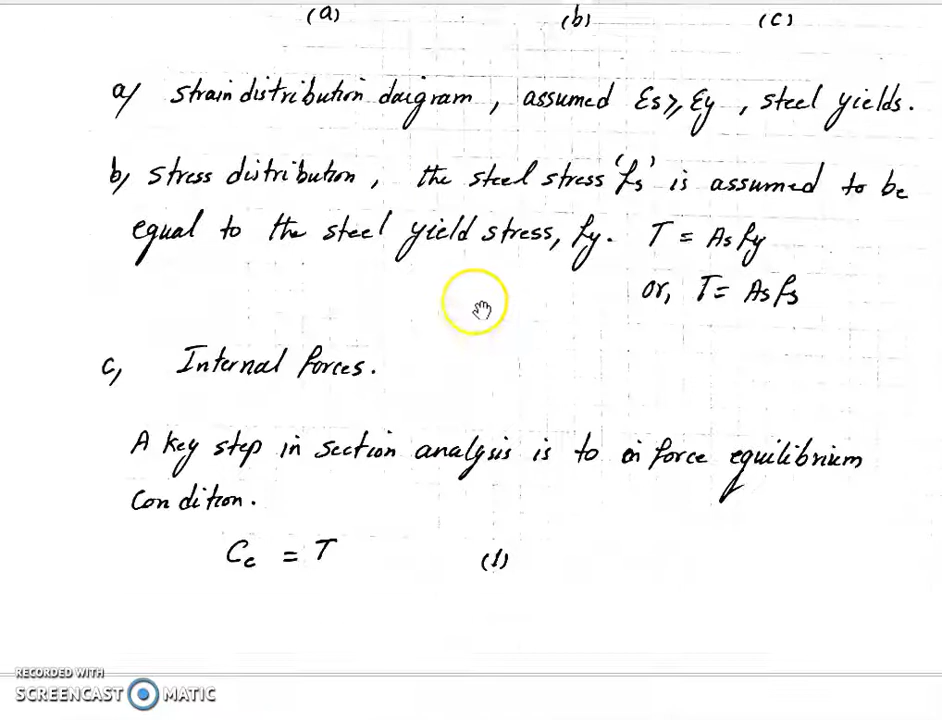 (a) (b) (c)
a) strain distribution daigram, assumed εs ≥ εy, steel yields.
b) stress distribution, the steel stress 'fs' is assumed to be
equal to the steel yield stress, fy. T = As fy
or, T = As fs
c) Internal forces.
A key step in section analysis is to inforce equilibrium
condition.
Cc = T (1)
RECORDED WITH
SCREENCAST MATIC